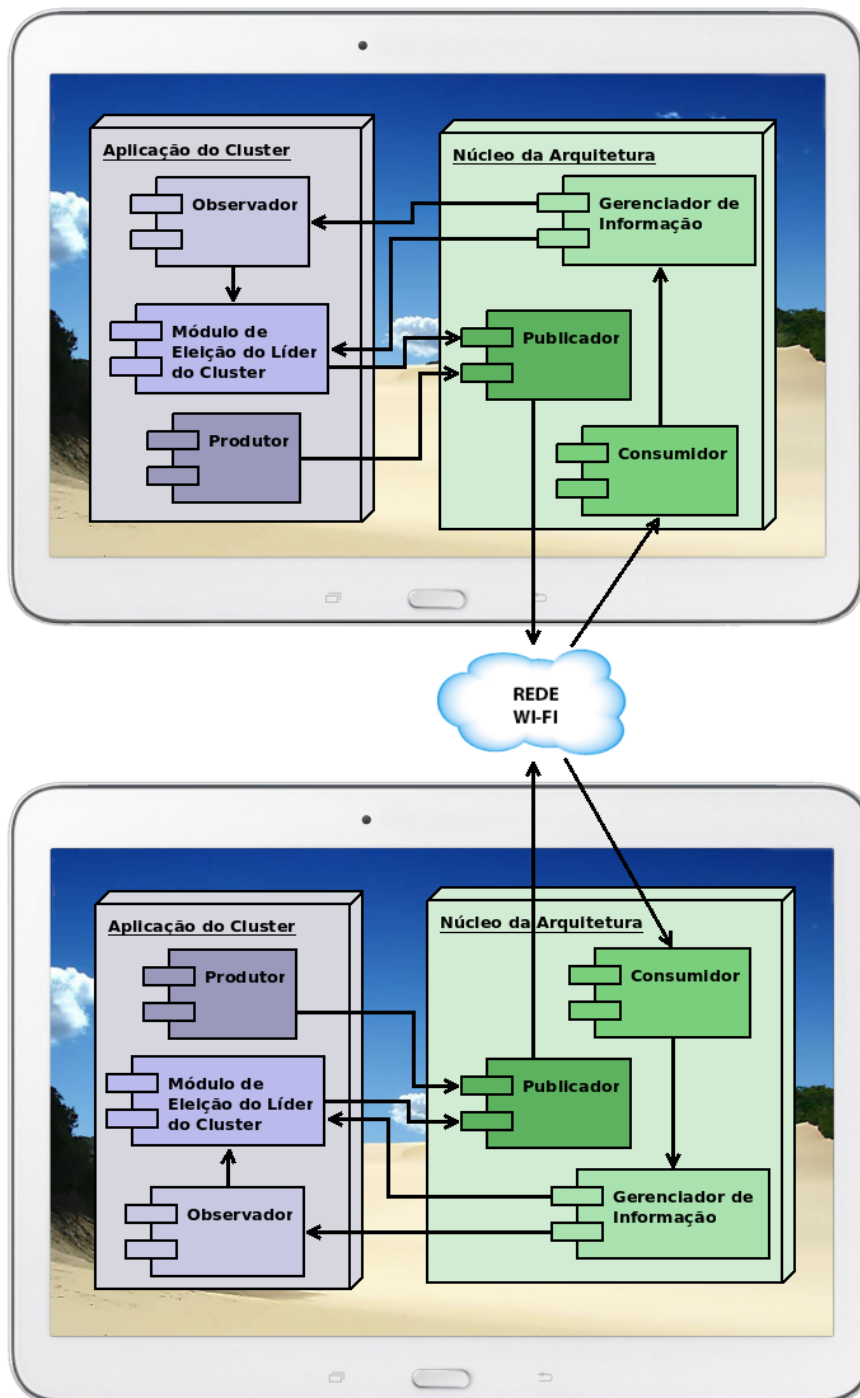 Aplicação do Cluster
Observador
Módulo de
Eleição do Líder
do Cluster
Produtor
Núcleo da Arquitetura
Gerenciador de
Informação
Publicador
Consumidor
REDE
WI-FI
Aplicação do Cluster
Produtor
Módulo de
Eleição do Líder
do Cluster
Observador
Núcleo da Arquitetura
Consumidor
Publicador
Gerenciador de
Informação